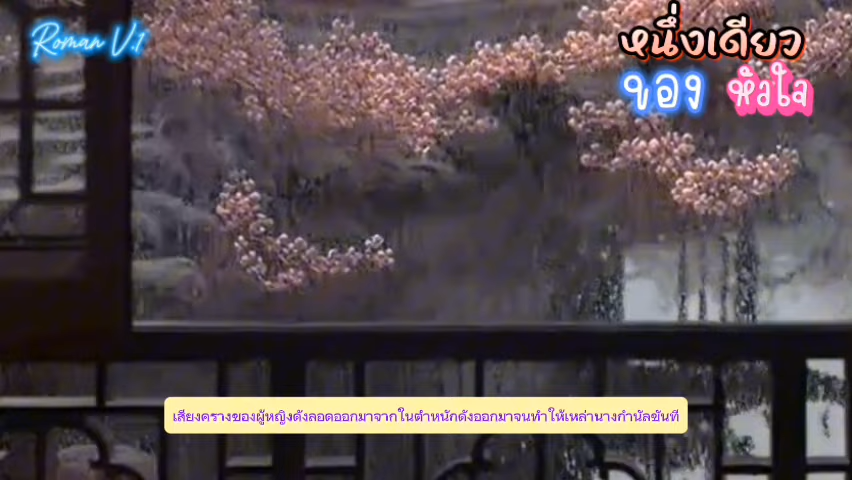 Roman V.1
หนึ่งเดียว
ของ หัวใจ
เสียงครางของผู้หญิงดังลอดออกมาจากในตำหนักดังออกมาจนทำให้เหล่านางกำนัลขันที